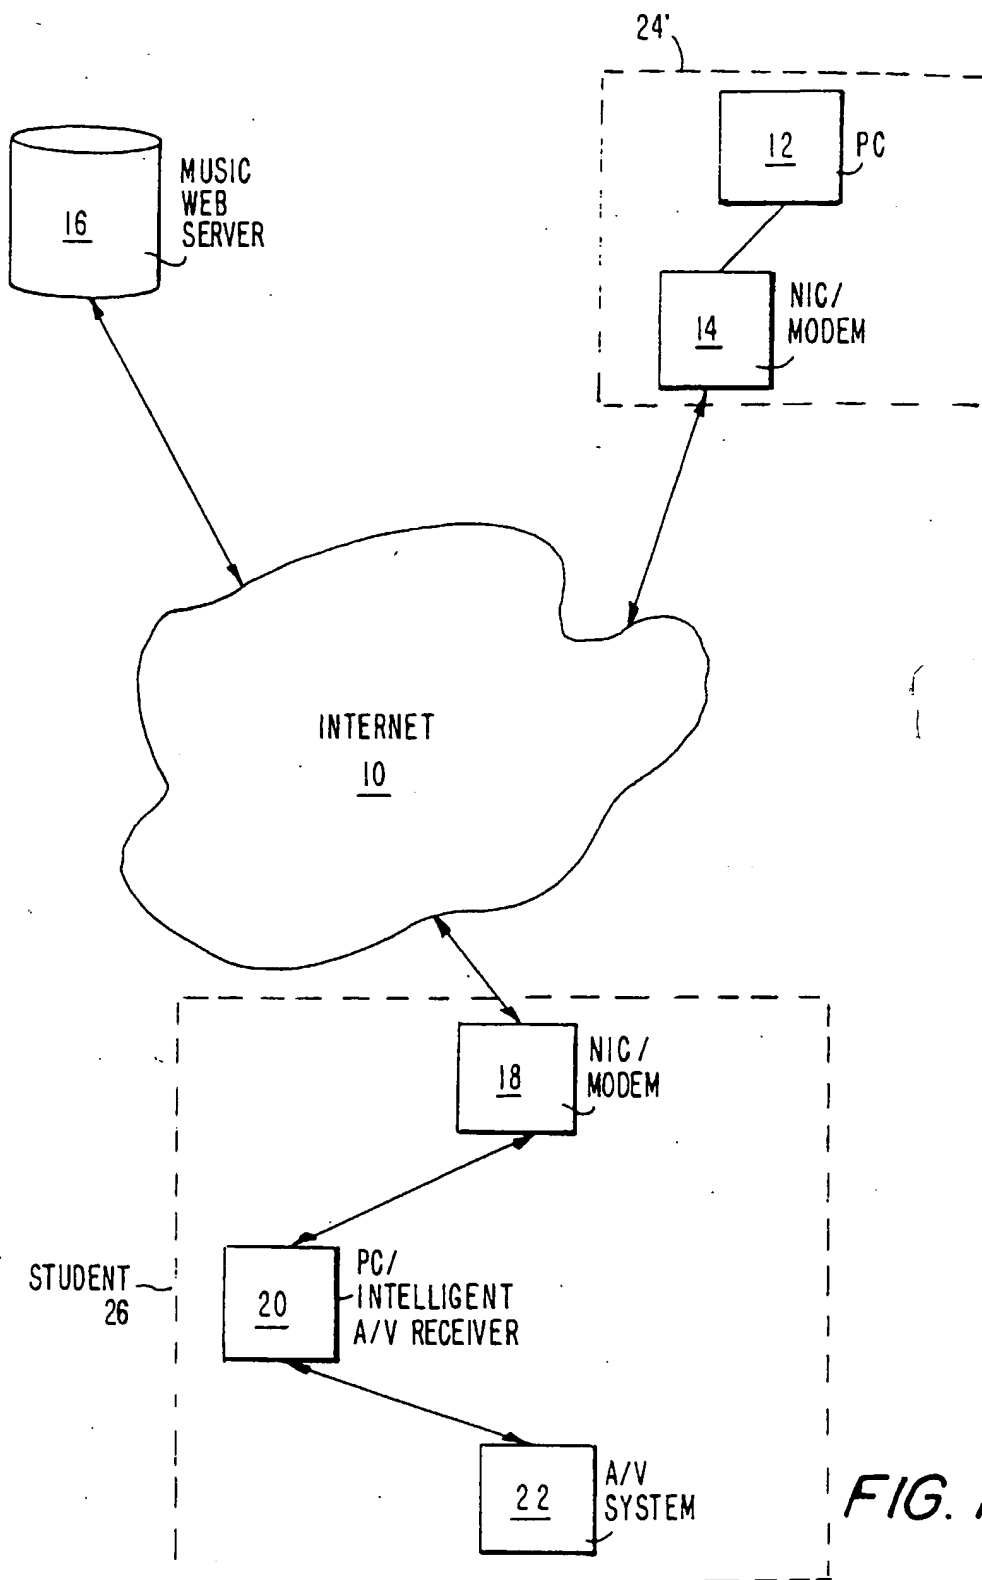 24'
12
PC
MUSIC
WEB
SERVER
16
NIC/
MODEM
14
INTERNET
10
NIC/
MODEM
18
STUDENT
26
PC/
INTELLIGENT
A/V RECEIVER
20
A/V
SYSTEM
22
FIG.